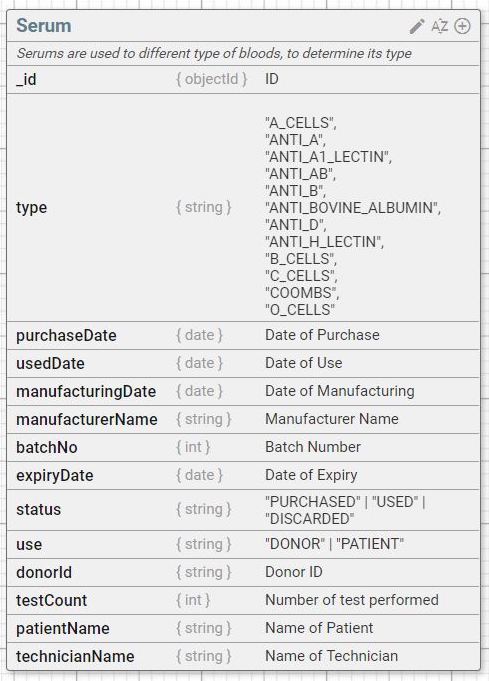 Serum
Serums are used to different type of bloods, to determine its type
_id { objectId } ID
"A_CELLS",
"ANTI_A",
"ANTI_A1_LECTIN",
"ANTI_AB",
"ANTI_B",
type { string } "ANTI_BOVINE_ALBUMIN",
"ANTI_D",
"ANTI_H_LECTIN",
"B_CELLS",
"C_CELLS",
"COOMBS",
"O_CELLS"
purchaseDate { date } Date of Purchase
usedDate { date } Date of Use
manufacturingDate { date } Date of Manufacturing
manufacturerName { string } Manufacturer Name
batchNo { int } Batch Number
expiryDate { date } Date of Expiry
status { string } "PURCHASED" | "USED" |
"DISCARDED"
use { string } "DONOR" | "PATIENT"
donorId { string } Donor ID
testCount { int } Number of test performed
patientName { string } Name of Patient
technicianName { string } Name of Technician